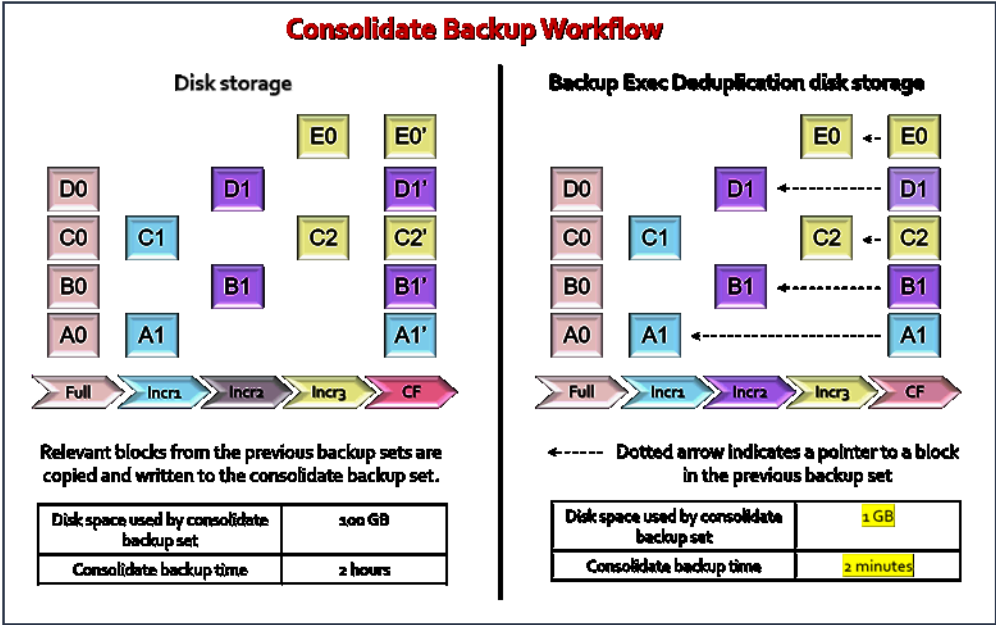 Consolidate Backup Workflow
Disk storage
E0 E0’
D0 D1 D1’
C0 C1 C2 C2’
B0 B1 B1’
A0 A1 A1’
Full Incr1 Incr2 Incr3 CF
Relevant blocks from the previous backup sets are
copied and written to the consolidate backup set.
Disk space used by consolidate 100 GB
backup set
Consolidate backup time 2 hours
Backup Exec Deduplication disk storage
E0 E0
D0 D1 D1
C0 C1 C2 C2
B0 B1 B1
A0 A1 A1
Full Incr1 Incr2 Incr3 CF
Dotted arrow indicates a pointer to a block
in the previous backup set
Disk space used by consolidate 1 GB
backup set
Consolidate backup time 2 minutes